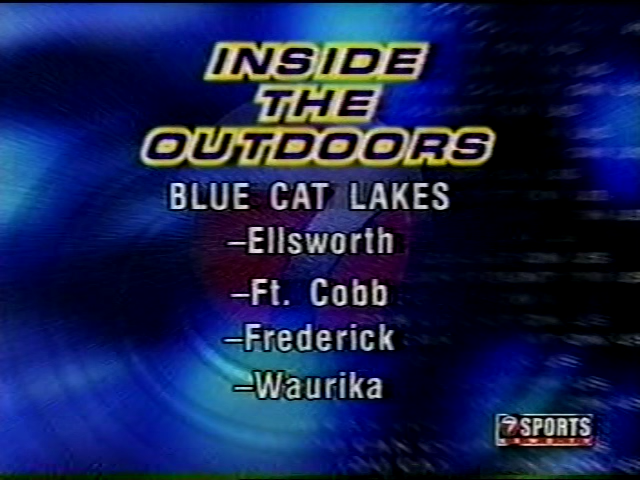 INSIDE
THE
OUTDOORS
BLUE CAT LAKES
–Ellsworth
–Ft. Cobb
–Frederick
–Waurika
7 SPORTS